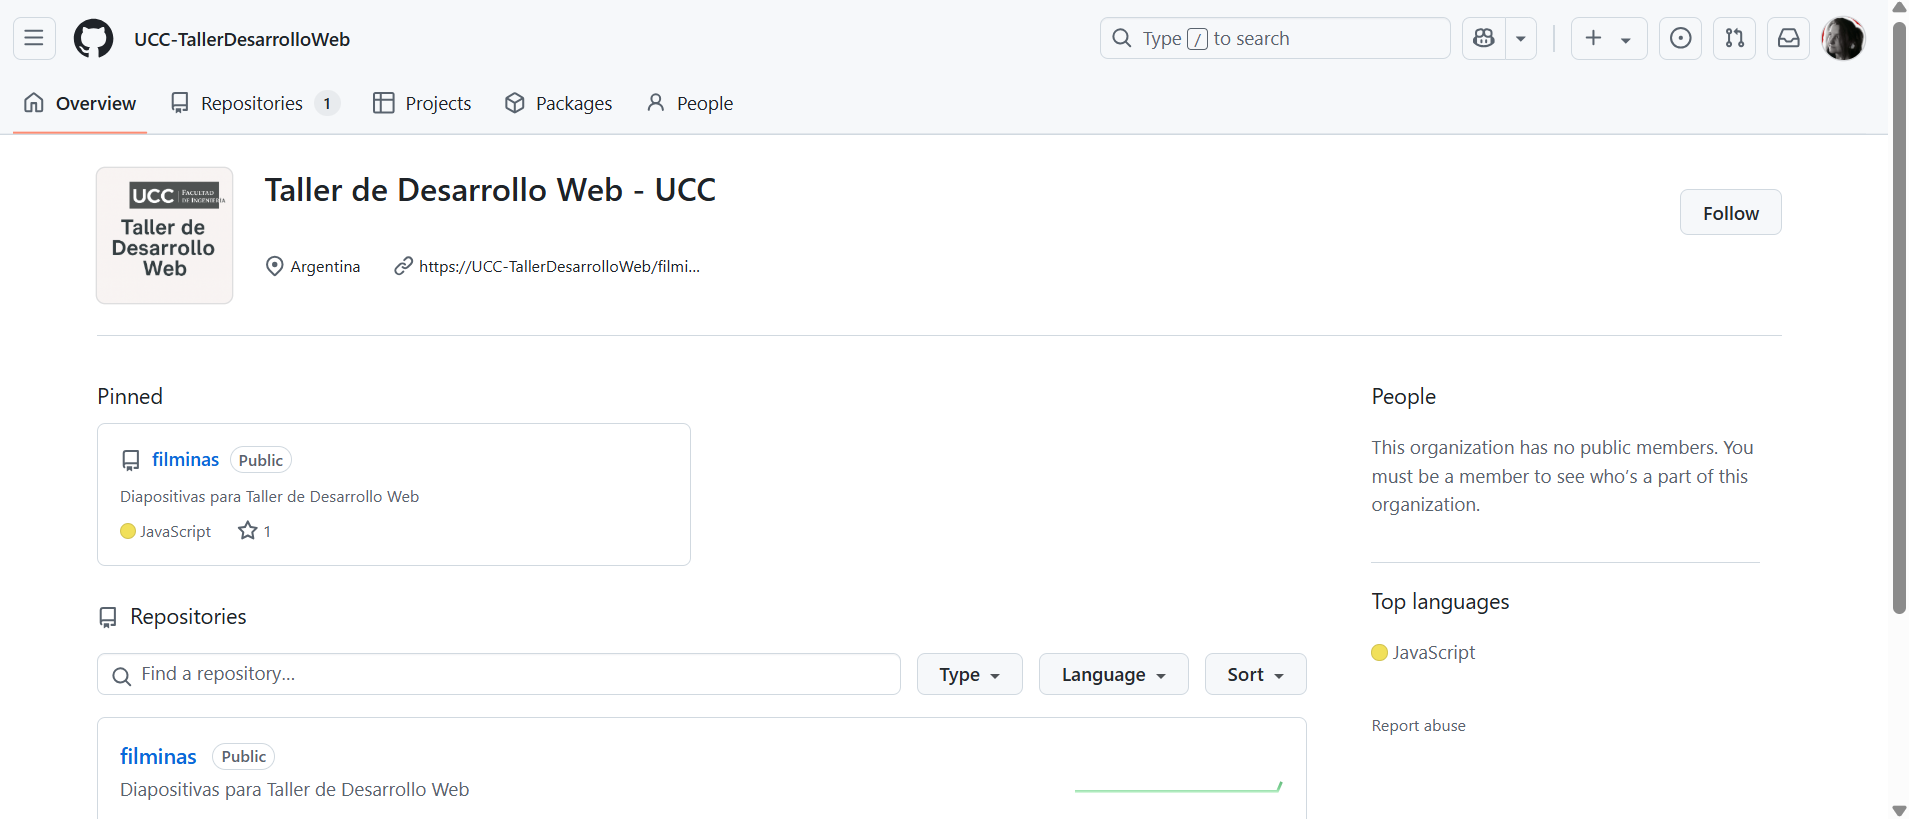 UCC-TallerDesarrolloWeb
Type / to search
Overview
Repositories 1
Projects
Packages
People
UCC FACULTAD DE INGENIERÍA
Taller de
Desarrollo
Web
Taller de Desarrollo Web - UCC
Follow
Argentina
https://UCC-TallerDesarrolloWeb/filmi...
Pinned
filminas Public
Diapositivas para Taller de Desarrollo Web
JavaScript 1
Repositories
Find a repository...
Type
Language
Sort
filminas Public
Diapositivas para Taller de Desarrollo Web
People
This organization has no public members. You
must be a member to see who's a part of this
organization.
Top languages
JavaScript
Report abuse